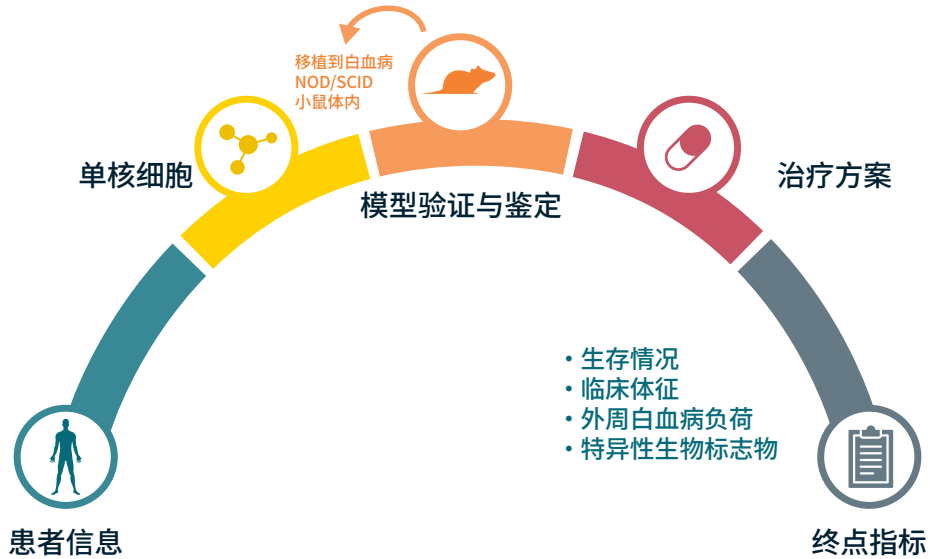 移植到白血病
NOD/SCID
小鼠体内
单核细胞
模型验证与鉴定
治疗方案
・生存情况
・临床体征
・外周白血病负荷
・特异性生物标志物
患者信息
终点指标